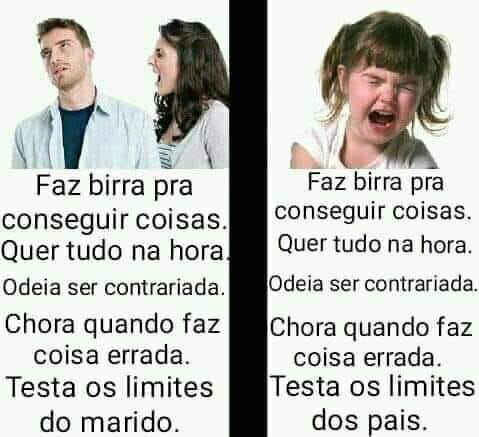 Faz birra pra
conseguir coisas.
Quer tudo na hora.
Odeia ser contrariada.
Chora quando faz
coisa errada.
Testa os limites
do marido.
Faz birra pra
conseguir coisas.
Quer tudo na hora.
Odeia ser contrariada.
Chora quando faz
coisa errada.
Testa os limites
dos pais.